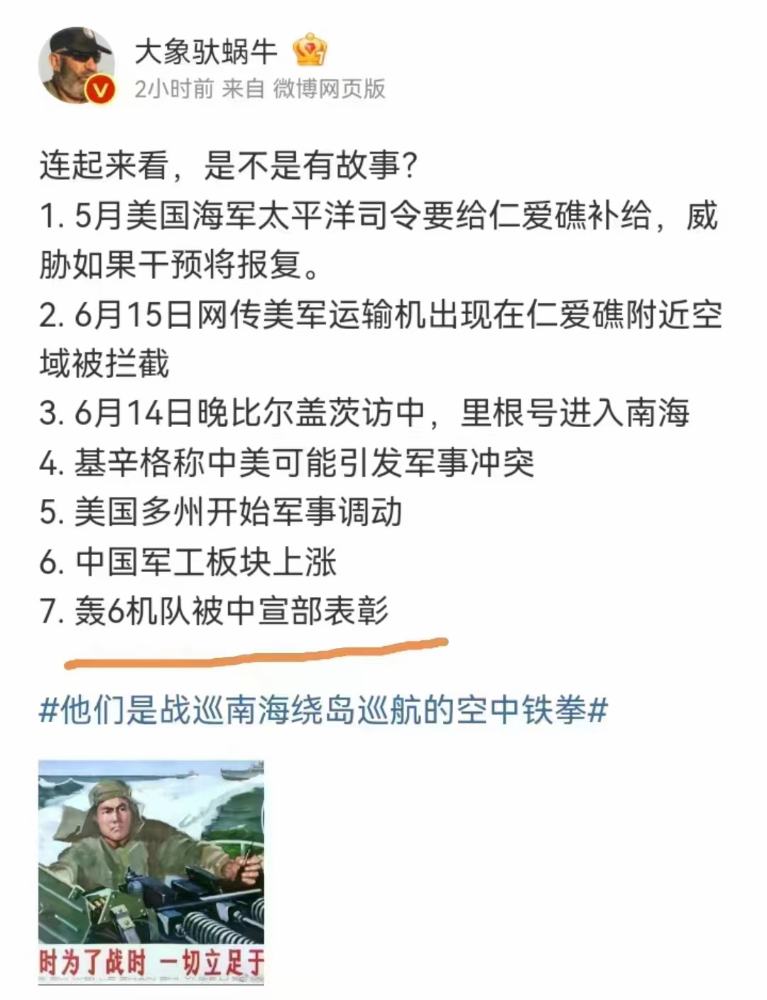 大象驮蜗牛
2小时前 来自 微博网页版
连起来看，是不是有故事？
1. 5月美国海军太平洋司令要给仁爱礁补给，威
胁如果干预将报复。
2. 6月15日网传美军运输机出现在仁爱礁附近空
域被拦截
3. 6月14日晚比尔盖茨访中，里根号进入南海
4. 基辛格称中美可能引发军事冲突
5. 美国多州开始军事调动
6. 中国军工板块上涨
7. 轰6机队被中宣部表彰
#他们是战巡南海绕岛巡航的空中铁拳#
时为了战时 一切立足于